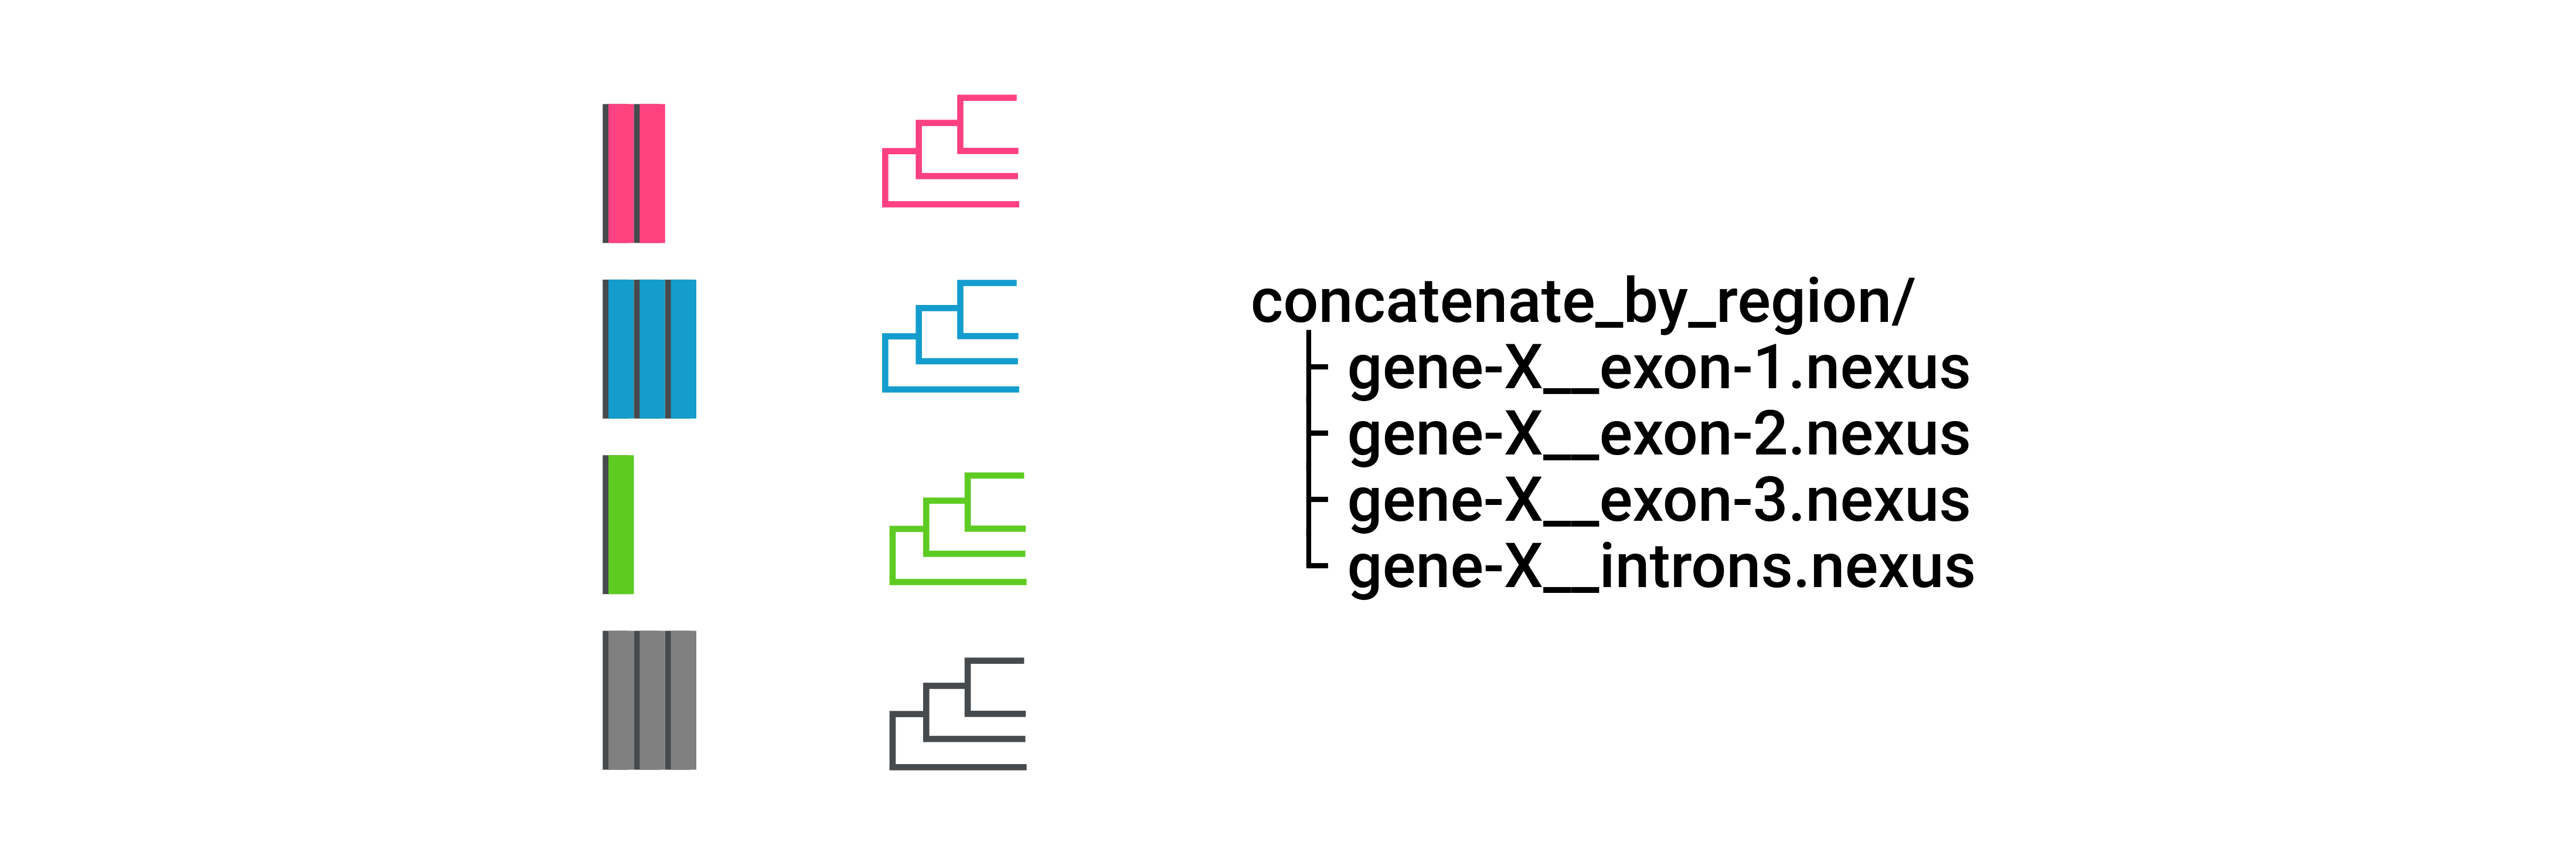 concatenate_by_region/
gene-X__exon-1.nexus
gene-X__exon-2.nexus
gene-X__exon-3.nexus
gene-X__introns.nexus